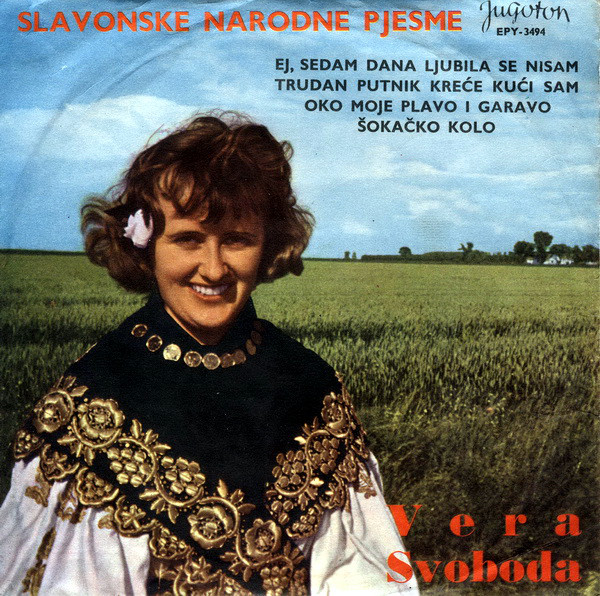 SLAVONSKE NARODNE PJESME
Jugoton
EPY-3494
EJ, SEDAM DANA LJUBILA SE NISAM
TRUDAN PUTNIK KREĆE KUĆI SAM
OKO MOJE PLAVO I GARAVO
ŠOKAČKO KOLO
Vera
Svoboda